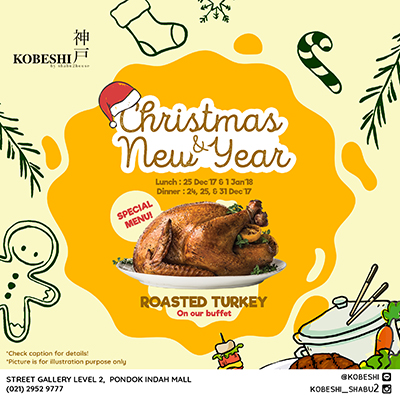 神戸
KOBESHI
by shabu2house
Christmas
&
New Year
Lunch : 25 Dec'17 & 1 Jan'18
Dinner : 24, 25, & 31 Dec'17
SPECIAL
MENU!
ROASTED TURKEY
On our buffet
*Check caption for details!
*Picture is for illustration purpose only
STREET GALLERY LEVEL 2, PONDOK INDAH MALL
(021) 2952 9777
@KOBESHI
KOBESHI_SHABU2